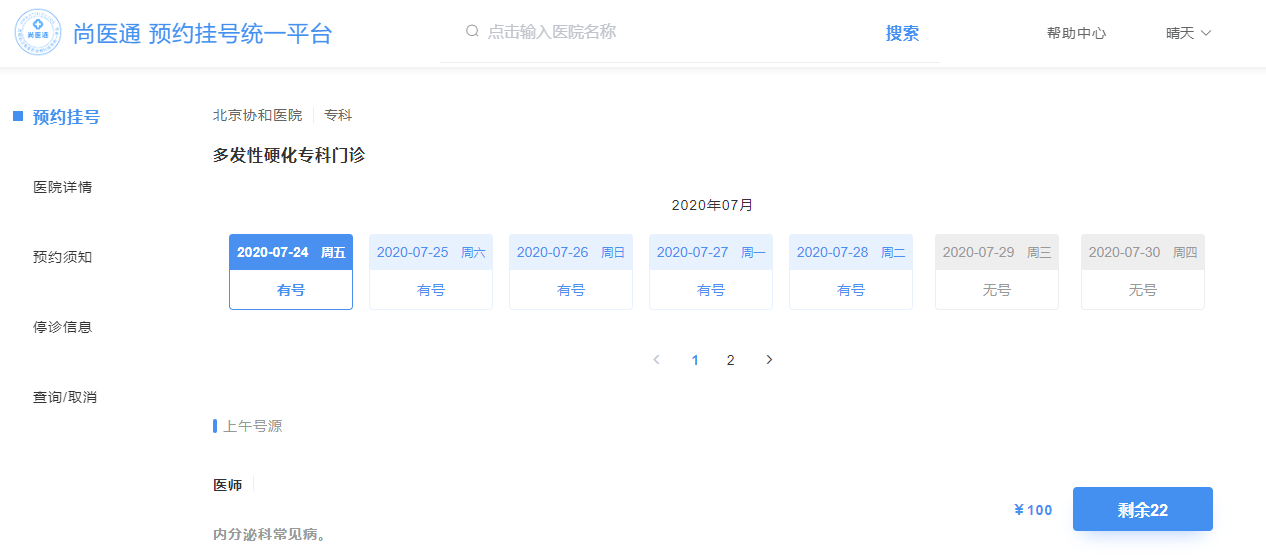 尚医通
尚医通 预约挂号统一平台
点击输入医院名称
搜索
帮助中心
晴天
预约挂号
医院详情
预约须知
停诊信息
查询/取消
北京协和医院 专科
多发性硬化专科门诊
2020年07月
2020-07-24 周五
有号
2020-07-25 周六
有号
2020-07-26 周日
有号
2020-07-27 周一
有号
2020-07-28 周二
有号
2020-07-29 周三
无号
2020-07-30 周四
无号
1 2
上午号源
医师
内分泌科常见病。
¥100
剩余22